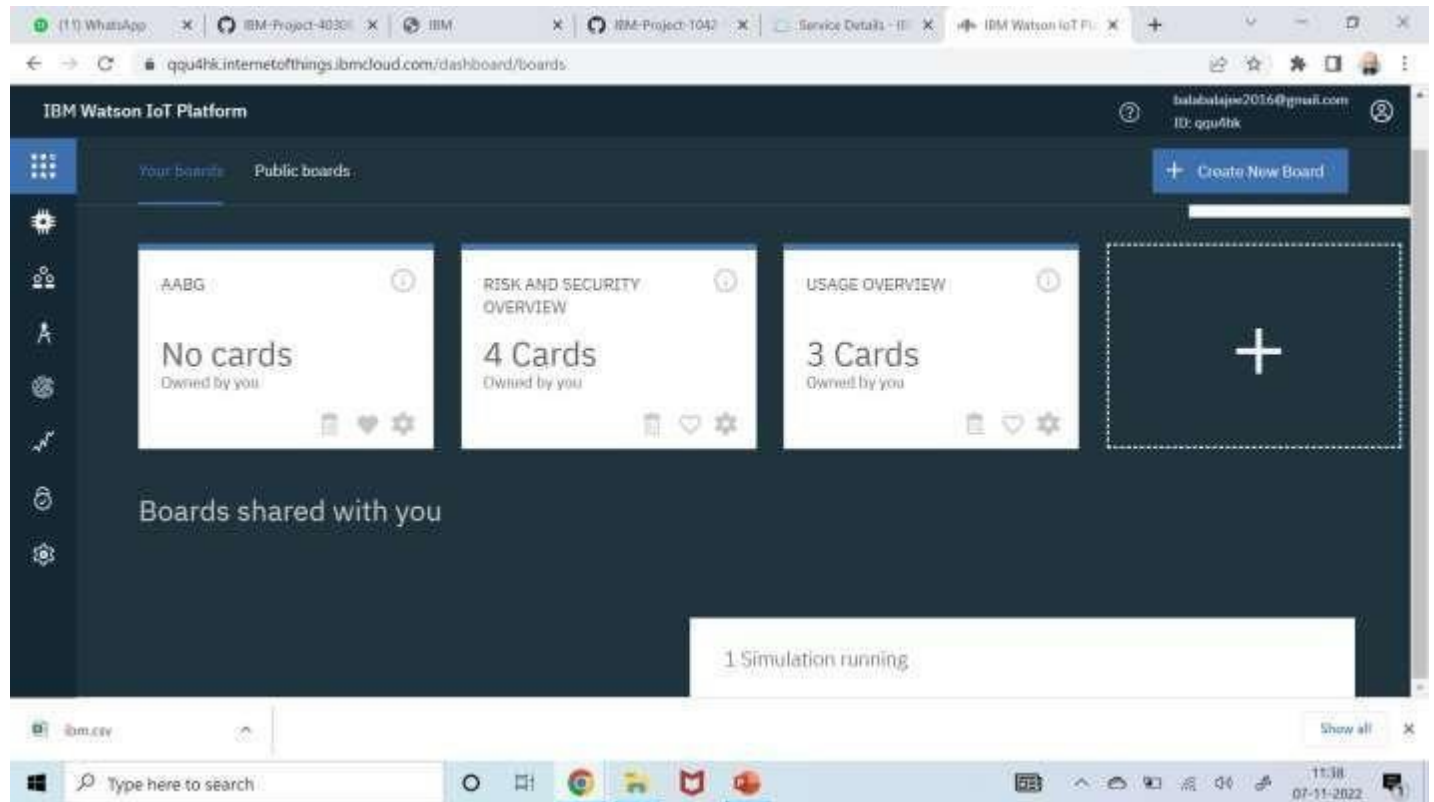 (11) WhatsApp
IBM-Project-4030
IBM
IBM-Project-1042
Service Details - IB
IBM Watson IoT Pl
qqu4hk.internetofthings.ibmcloud.com/dashboard/boards
IBM Watson IoT Platform
balabalajee2016@gmail.com
ID: qqu4hk
Your boards
Public boards
+ Create New Board
AABG
No cards
Owned by you
RISK AND SECURITY
OVERVIEW
4 Cards
Owned by you
USAGE OVERVIEW
3 Cards
Owned by you
Boards shared with you
1 Simulation running
ibm.csv
Show all
Type here to search
11:38
07-11-2022